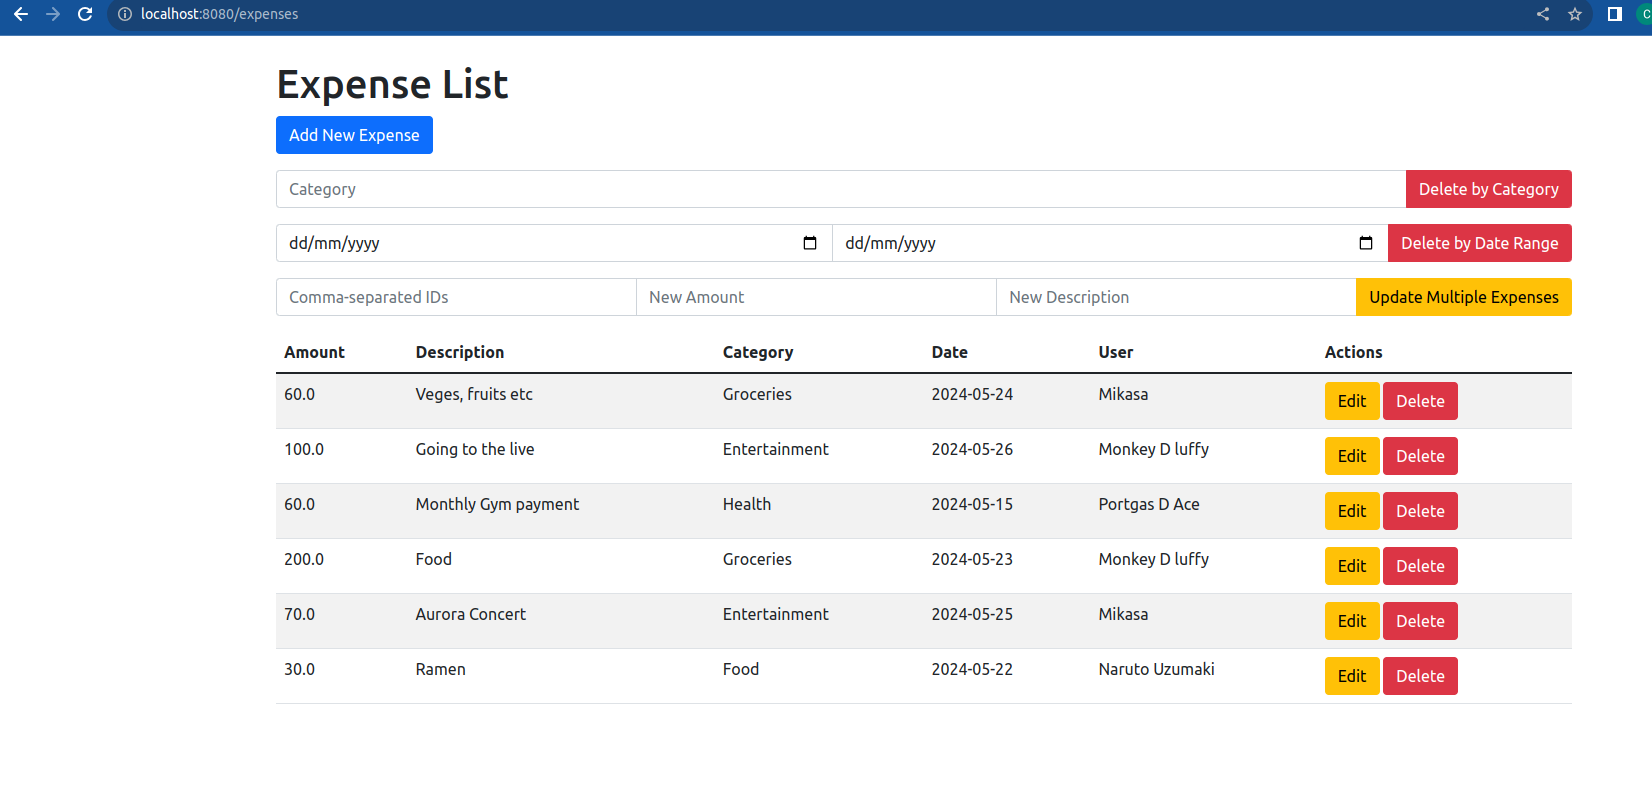 localhost:8080/expenses
C
Expense List
Add New Expense
Category Delete by Category
dd/mm/yyyy dd/mm/yyyy Delete by Date Range
Comma-separated IDs New Amount New Description Update Multiple Expenses
Amount Description Category Date User Actions
60.0 Veges, fruits etc Groceries 2024-05-24 Mikasa Edit Delete
100.0 Going to the live Entertainment 2024-05-26 Monkey D luffy Edit Delete
60.0 Monthly Gym payment Health 2024-05-15 Portgas D Ace Edit Delete
200.0 Food Groceries 2024-05-23 Monkey D luffy Edit Delete
70.0 Aurora Concert Entertainment 2024-05-25 Mikasa Edit Delete
30.0 Ramen Food 2024-05-22 Naruto Uzumaki Edit Delete